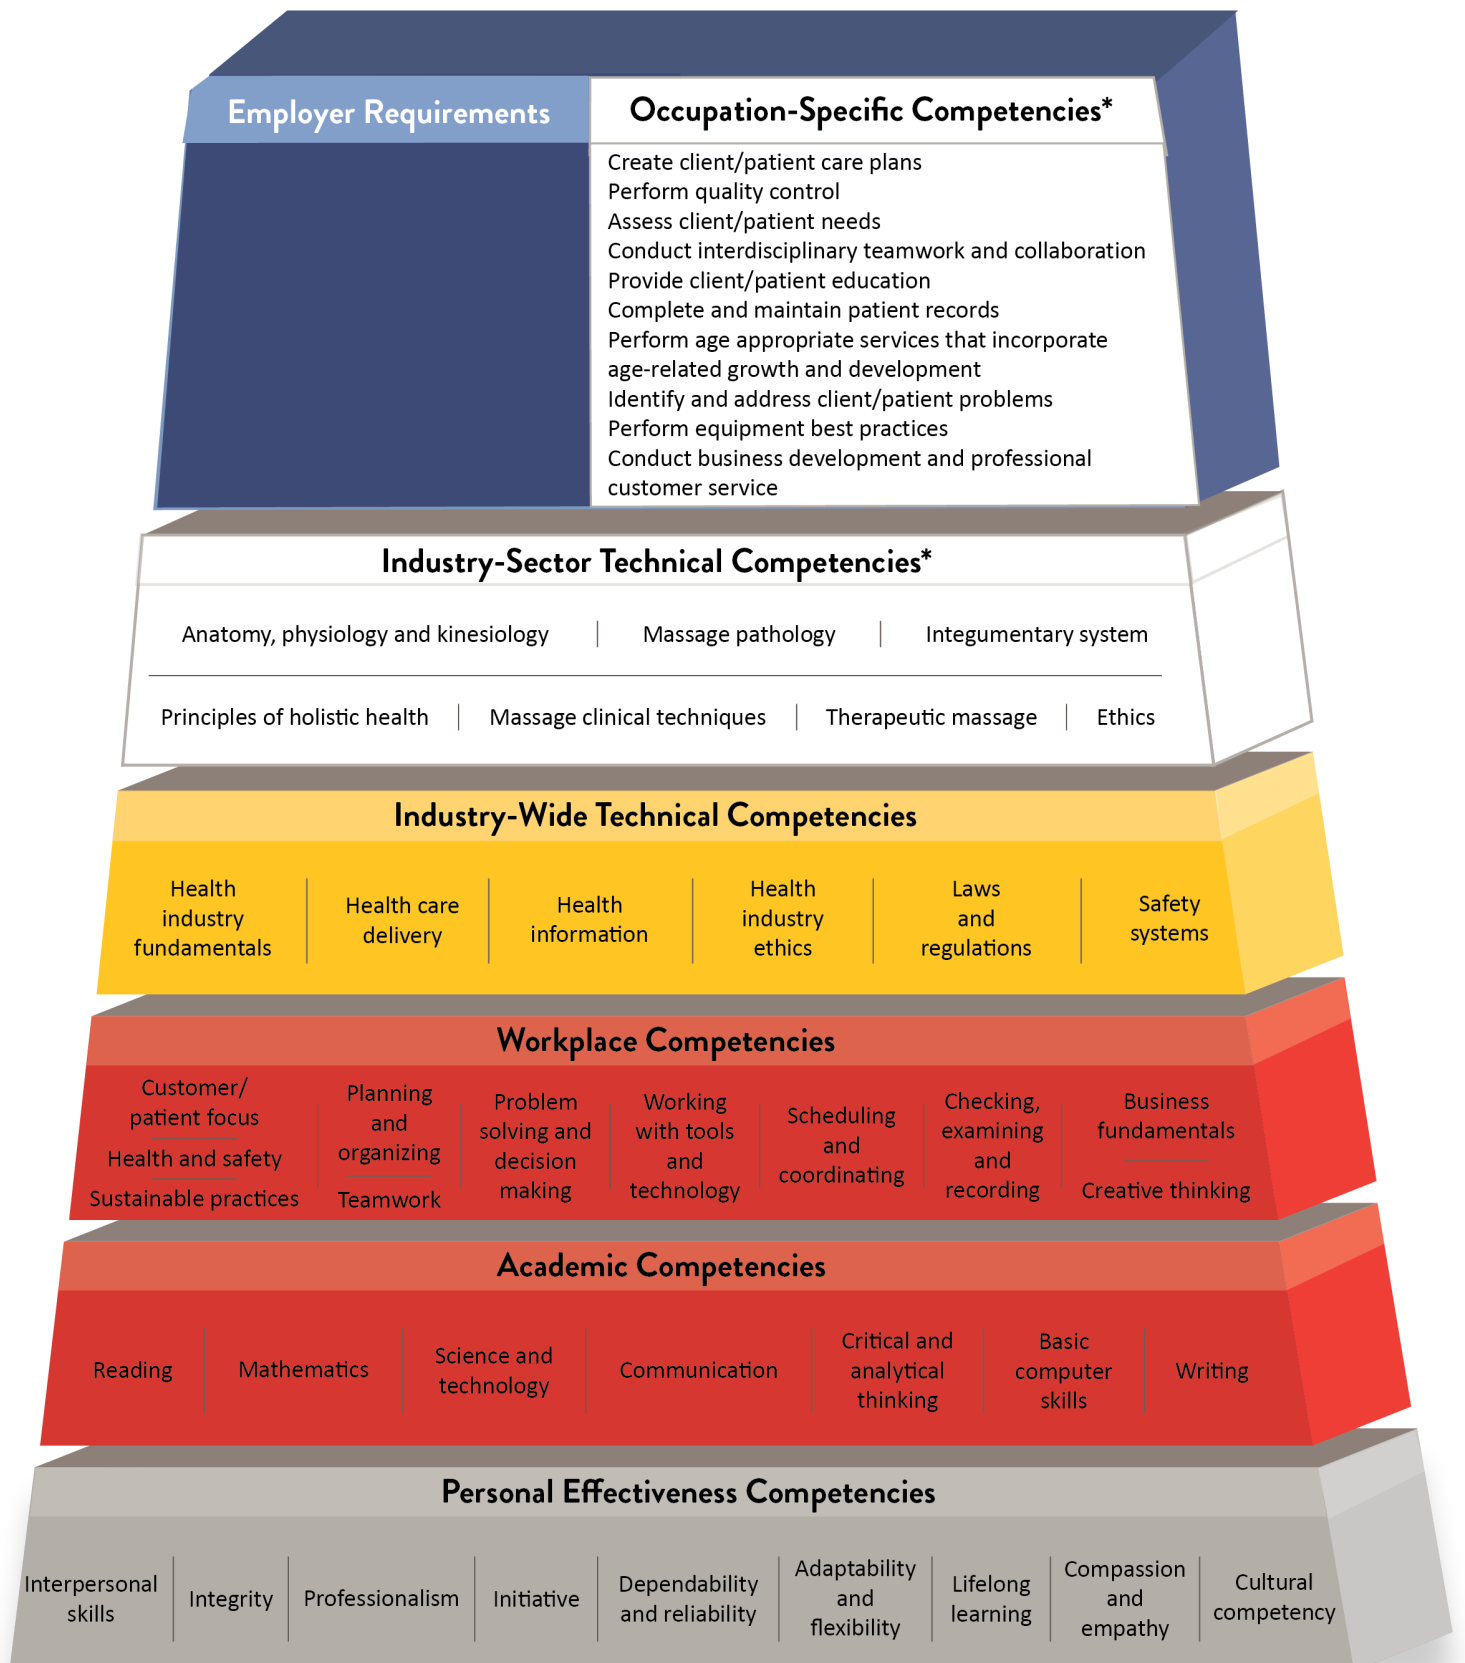 Employer Requirements
Occupation-Specific Competencies*
Create client/patient care plans
Perform quality control
Assess client/patient needs
Conduct interdisciplinary teamwork and collaboration
Provide client/patient education
Complete and maintain patient records
Perform age appropriate services that incorporate
age-related growth and development
Identify and address client/patient problems
Perform equipment best practices
Conduct business development and professional
customer service
Industry-Sector Technical Competencies*
Anatomy, physiology and kinesiology
Massage pathology
Integumentary system
Principles of holistic health
Massage clinical techniques
Therapeutic massage
Ethics
Industry-Wide Technical Competencies
Health
industry
fundamentals
Health care
delivery
Health
information
Health
industry
ethics
Laws
and
regulations
Safety
systems
Workplace Competencies
Customer/
patient focus
Health and safety
Sustainable practices
Planning
and
organizing
Teamwork
Problem
solving and
decision
making
Working
with tools
and
technology
Scheduling
and
coordinating
Checking,
examining
and
recording
Business
fundamentals
Creative thinking
Academic Competencies
Reading
Mathematics
Science and
technology
Communication
Critical and
analytical
thinking
Basic
computer
skills
Writing
Personal Effectiveness Competencies
Interpersonal
skills
Integrity
Professionalism
Initiative
Dependability
and reliability
Adaptability
and
flexibility
Lifelong
learning
Compassion
and
empathy
Cultural
competency